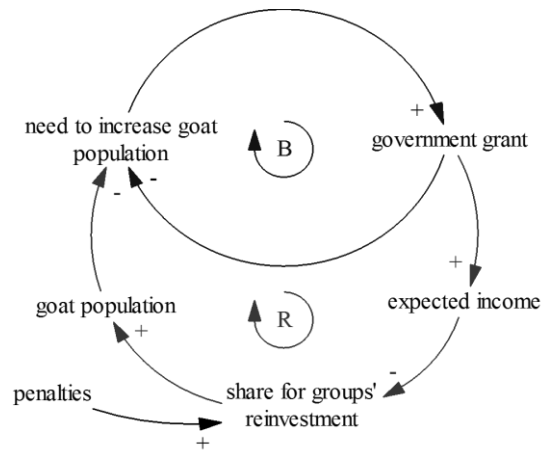 +
need to increase goat
population
B
government grant
-
-
+
goat population
R
expected income
+
-
penalties
share for groups'
reinvestment
+